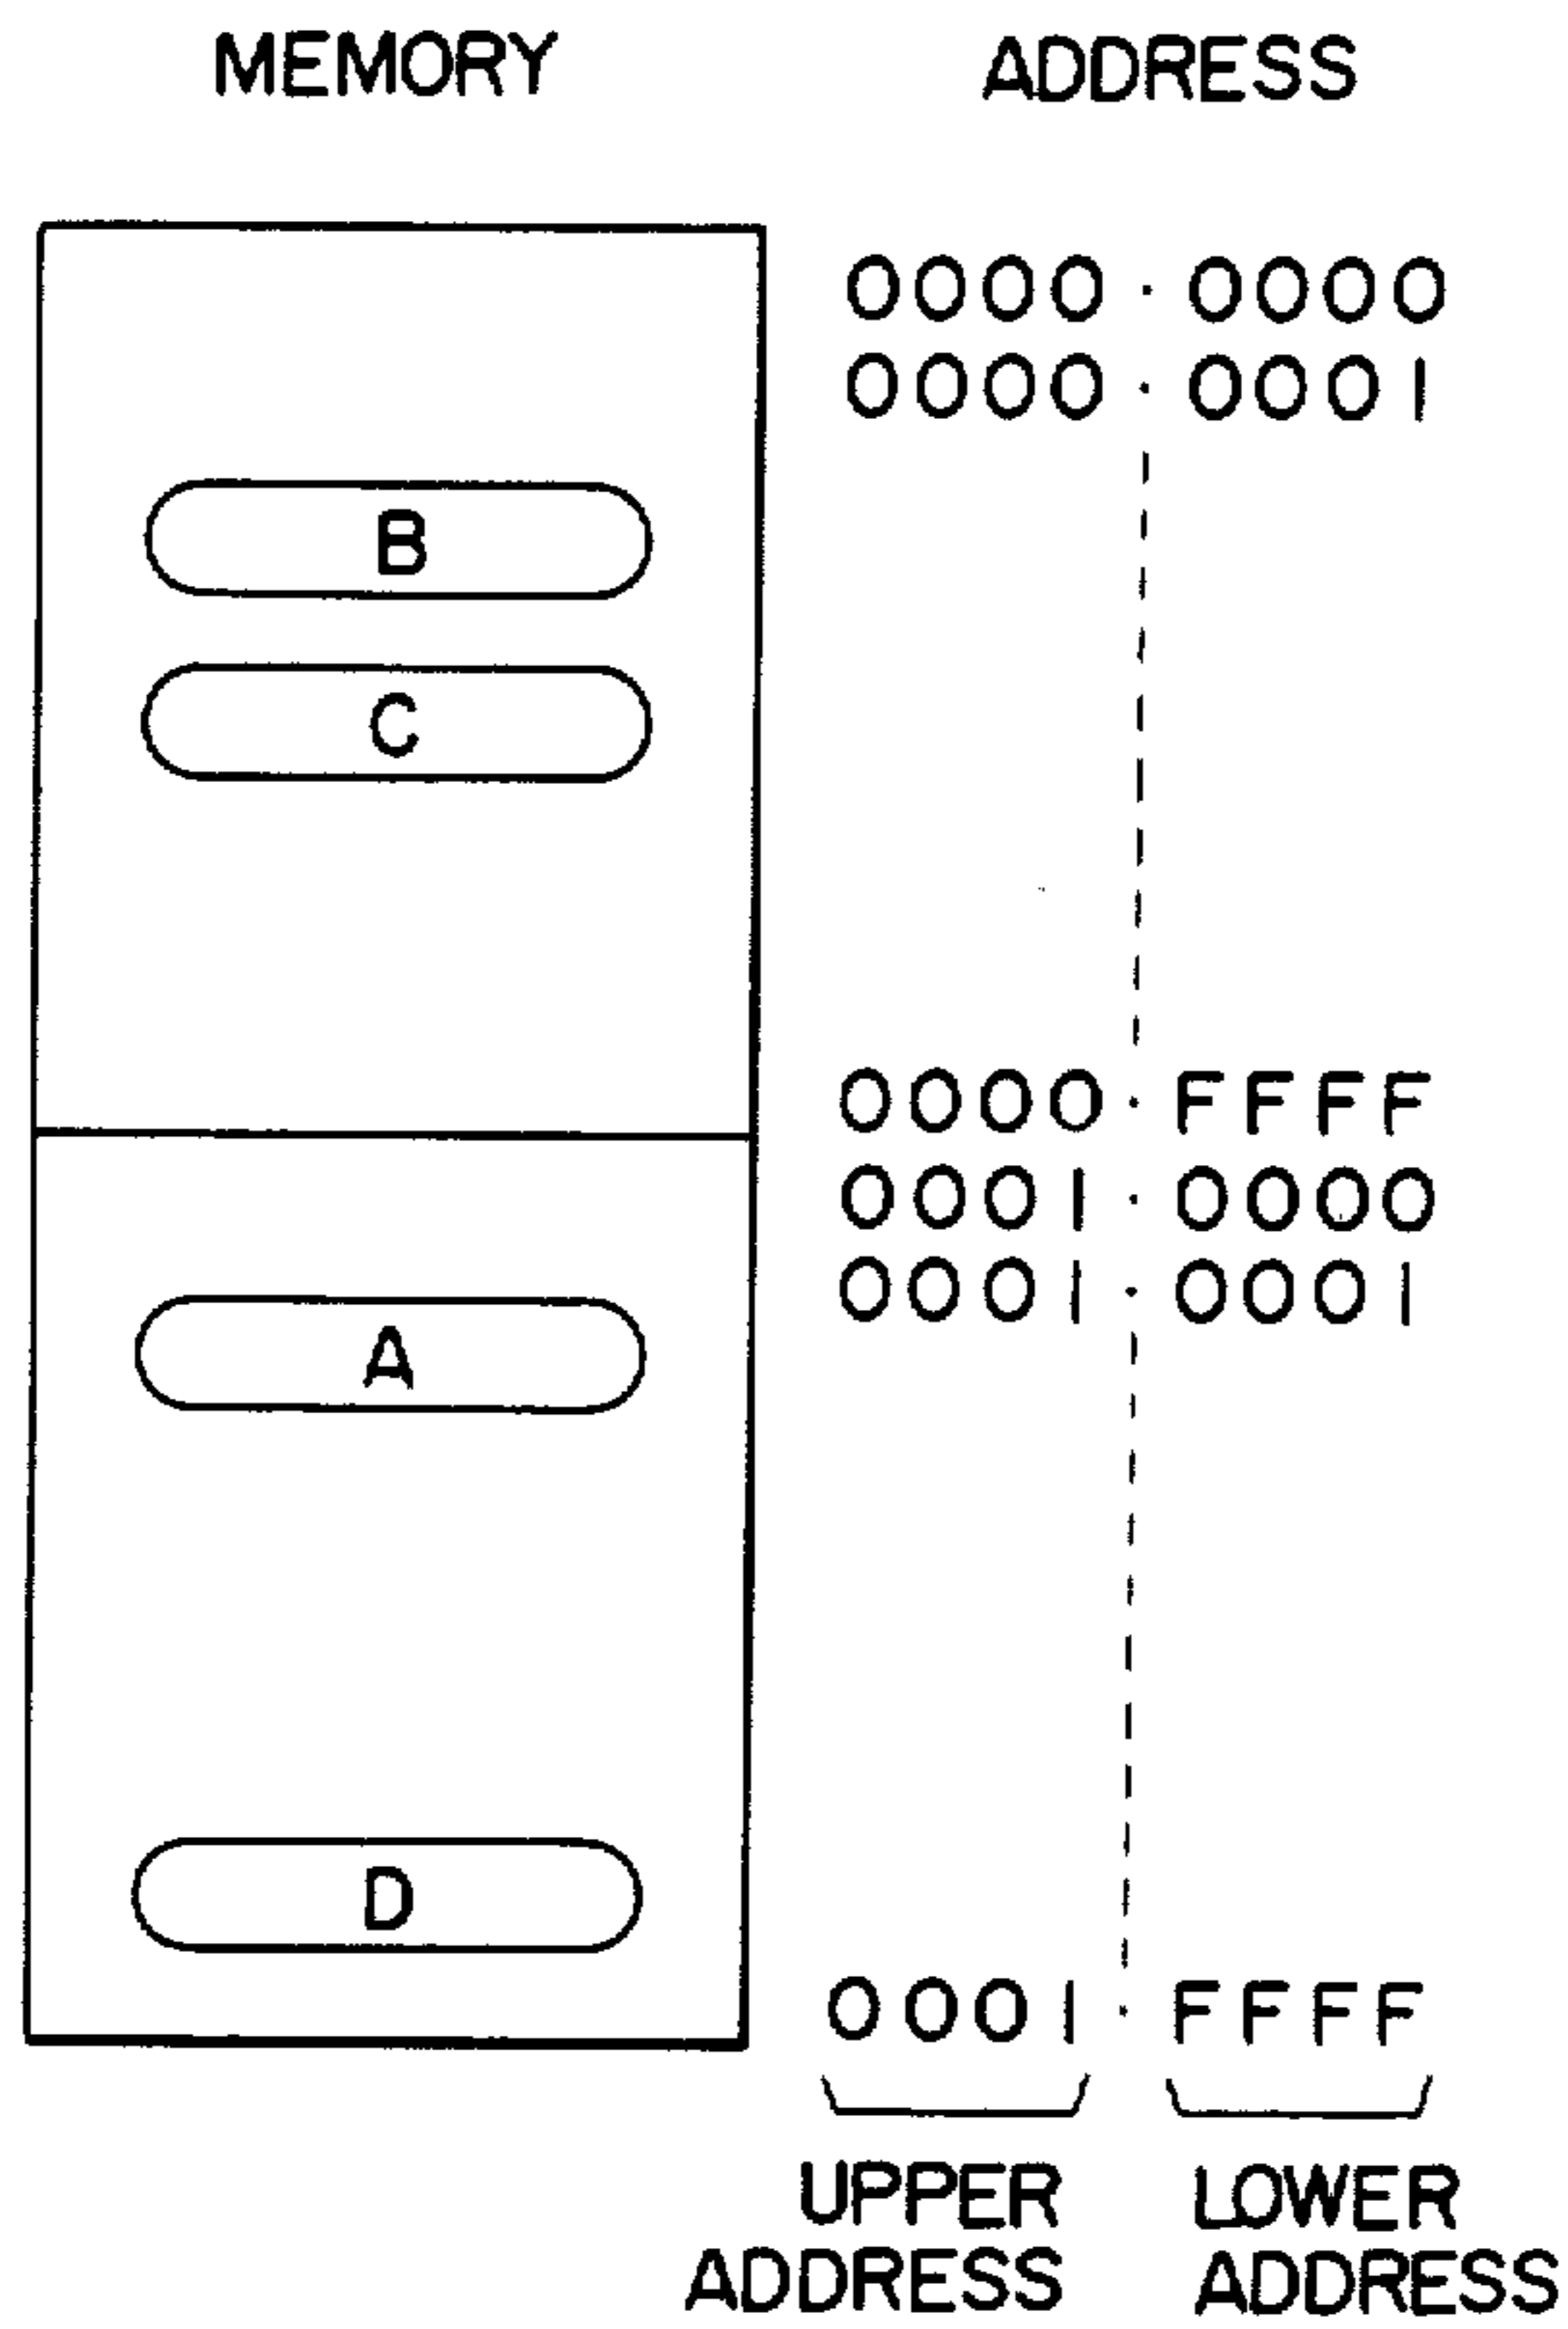 MEMORY ADDRESS
0000·0000
0000·0001
B
C
0000·FFFF
0001·0000
0001·0001
A
D
0001·FFFF
UPPER ADDRESS
LOWER ADDRESS